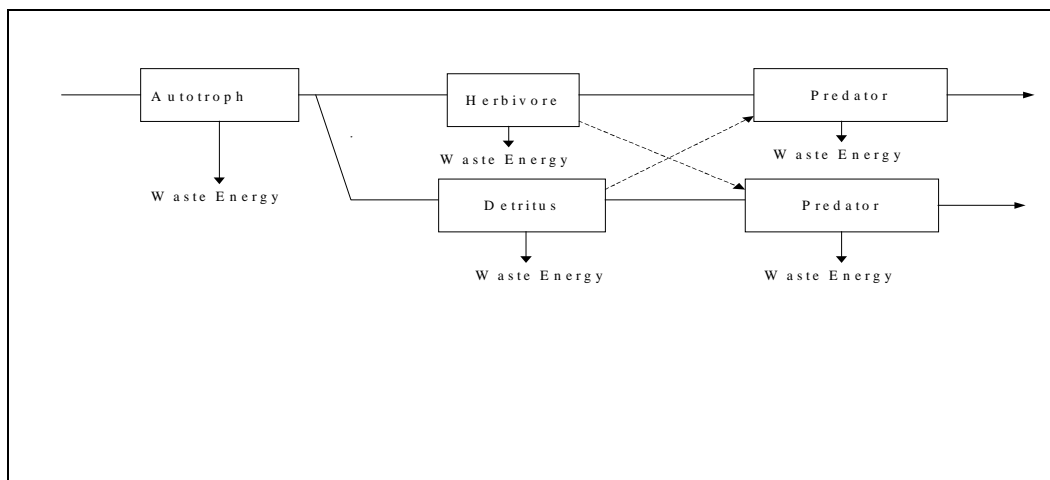 Autotroph
Herbivore
Predator
Waste Energy
Waste Energy
Waste Energy
Detritus
Predator
Waste Energy
Waste Energy